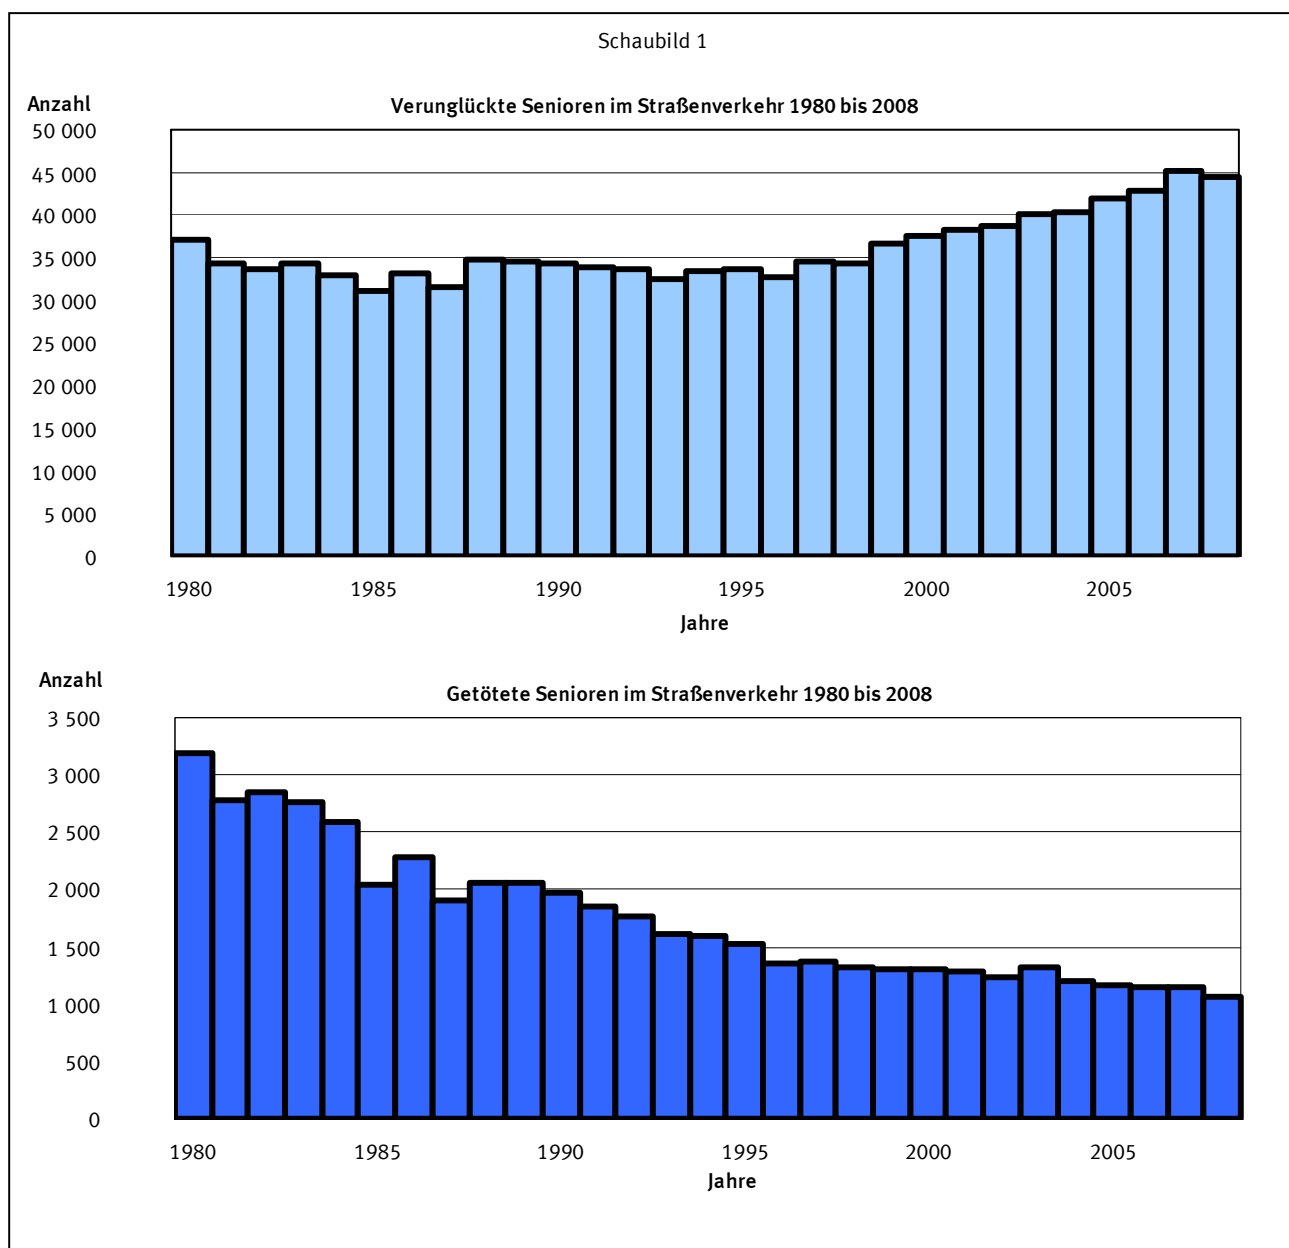 Schaubild 1
Anzahl
Verunglückte Senioren im Straßenverkehr 1980 bis 2008
50 000
45 000
40 000
35 000
30 000
25 000
20 000
15 000
10 000
5 000
0
1980 1985 1990 1995 2000 2005
Jahre
Anzahl
Getötete Senioren im Straßenverkehr 1980 bis 2008
3 500
3 000
2 500
2 000
1 500
1 000
500
0
1980 1985 1990 1995 2000 2005
Jahre